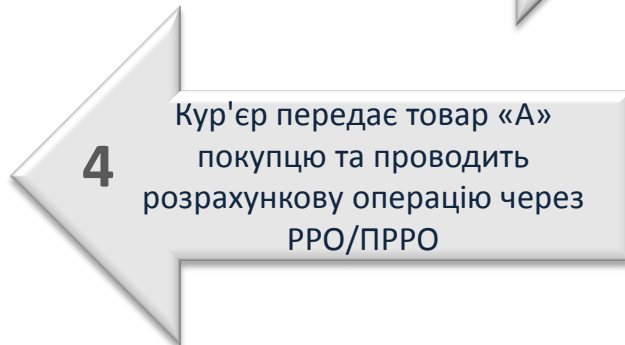 4
Кур'єр передає товар «А»
покупцю та проводить
розрахункову операцію через
РРО/ПРРО